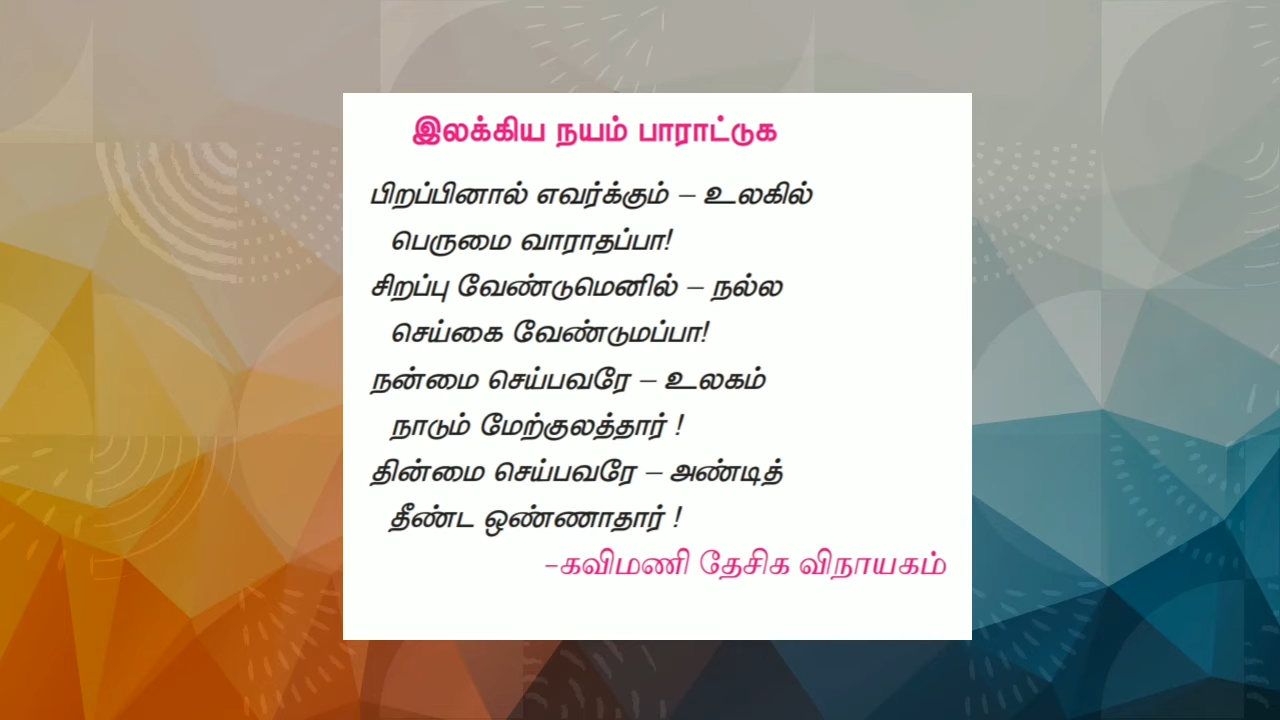 இலக்கிய நயம் பாராட்டுக
பிறப்பினால் எவர்க்கும் – உலகில்
பெருமை வாராதப்பா!
சிறப்பு வேண்டுமெனில் – நல்ல
செய்கை வேண்டுமப்பா!
நன்மை செய்பவரே – உலகம்
நாடும் மேற்குலத்தார் !
தின்மை செய்பவரே – அண்டித்
தீண்ட ஒண்ணாதார் !
–கவிமணி தேசிக விநாயகம்